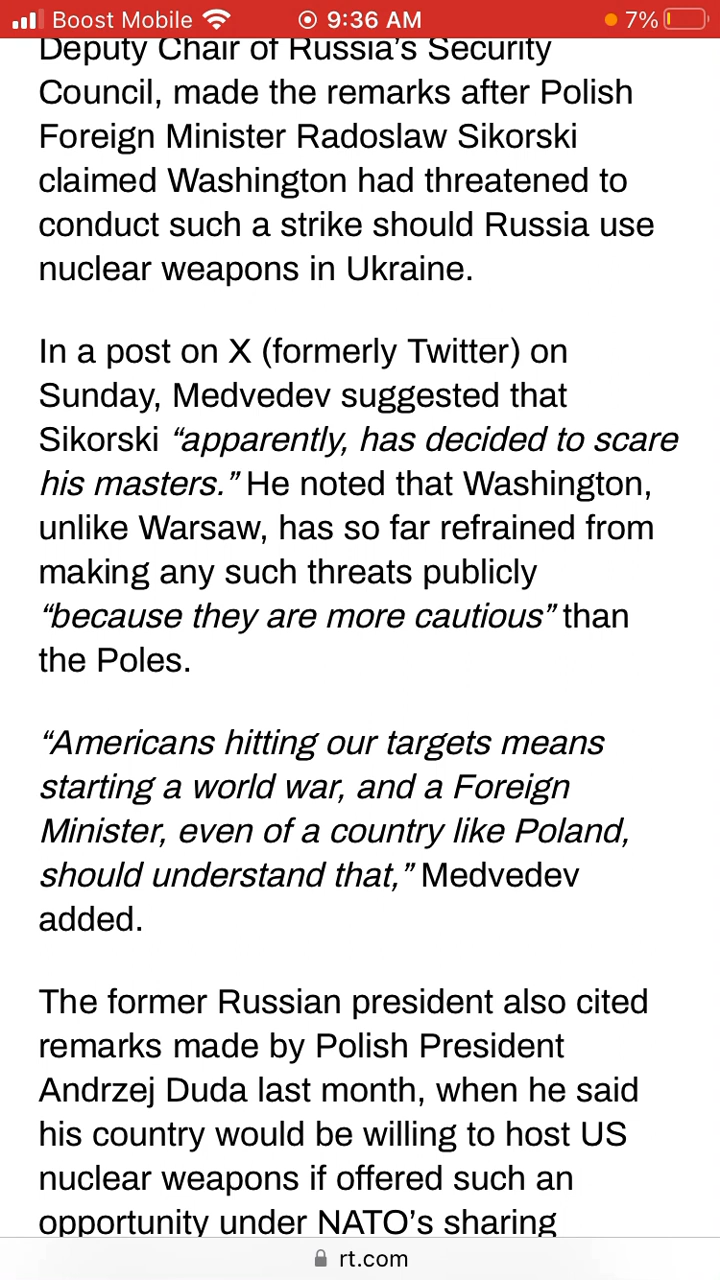 Boost Mobile 9:36 AM 7%
Deputy Chair of Russia’s Security
Council, made the remarks after Polish
Foreign Minister Radoslaw Sikorski
claimed Washington had threatened to
conduct such a strike should Russia use
nuclear weapons in Ukraine.
In a post on X (formerly Twitter) on
Sunday, Medvedev suggested that
Sikorski “apparently, has decided to scare
his masters.” He noted that Washington,
unlike Warsaw, has so far refrained from
making any such threats publicly
“because they are more cautious” than
the Poles.
“Americans hitting our targets means
starting a world war, and a Foreign
Minister, even of a country like Poland,
should understand that,” Medvedev
added.
The former Russian president also cited
remarks made by Polish President
Andrzej Duda last month, when he said
his country would be willing to host US
nuclear weapons if offered such an
opportunity under NATO’s sharing
rt.com